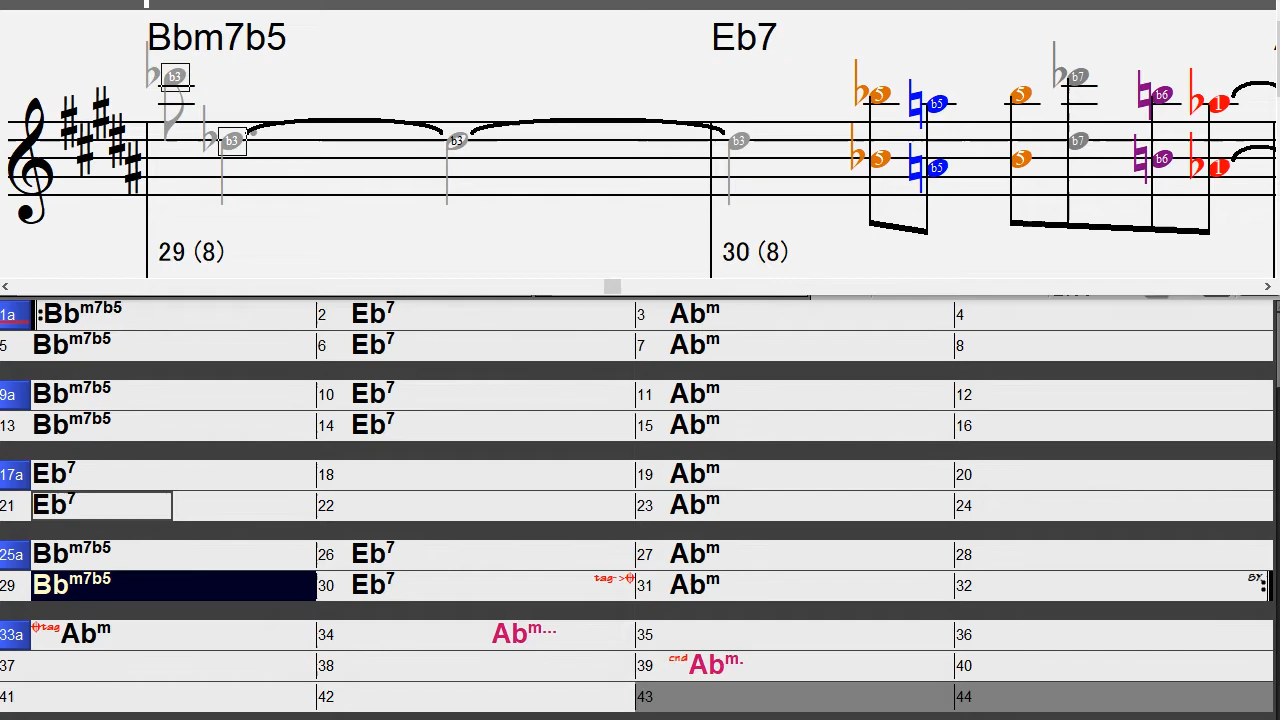 Bbm7b5 Eb7
b3 5 b5 5 b7 b6 1
b3 b3 b3 5 b5 5 b7 b6 1
29 (8) 30 (8)
1a Bbm7b5 2 Eb7 3 Abm 4
5 Bbm7b5 6 Eb7 7 Abm 8
9a Bbm7b5 10 Eb7 11 Abm 12
13 Bbm7b5 14 Eb7 15 Abm 16
17a Eb7 18 19 Abm 20
21 Eb7 22 23 Abm 24
25a Bbm7b5 26 Eb7 27 Abm 28
29 Bbm7b5 30 Eb7 tag-> 31 Abm 32
33a tag Abm 34 Abm... 35 36
37 38 39 end Abm. 40
41 42 43 44